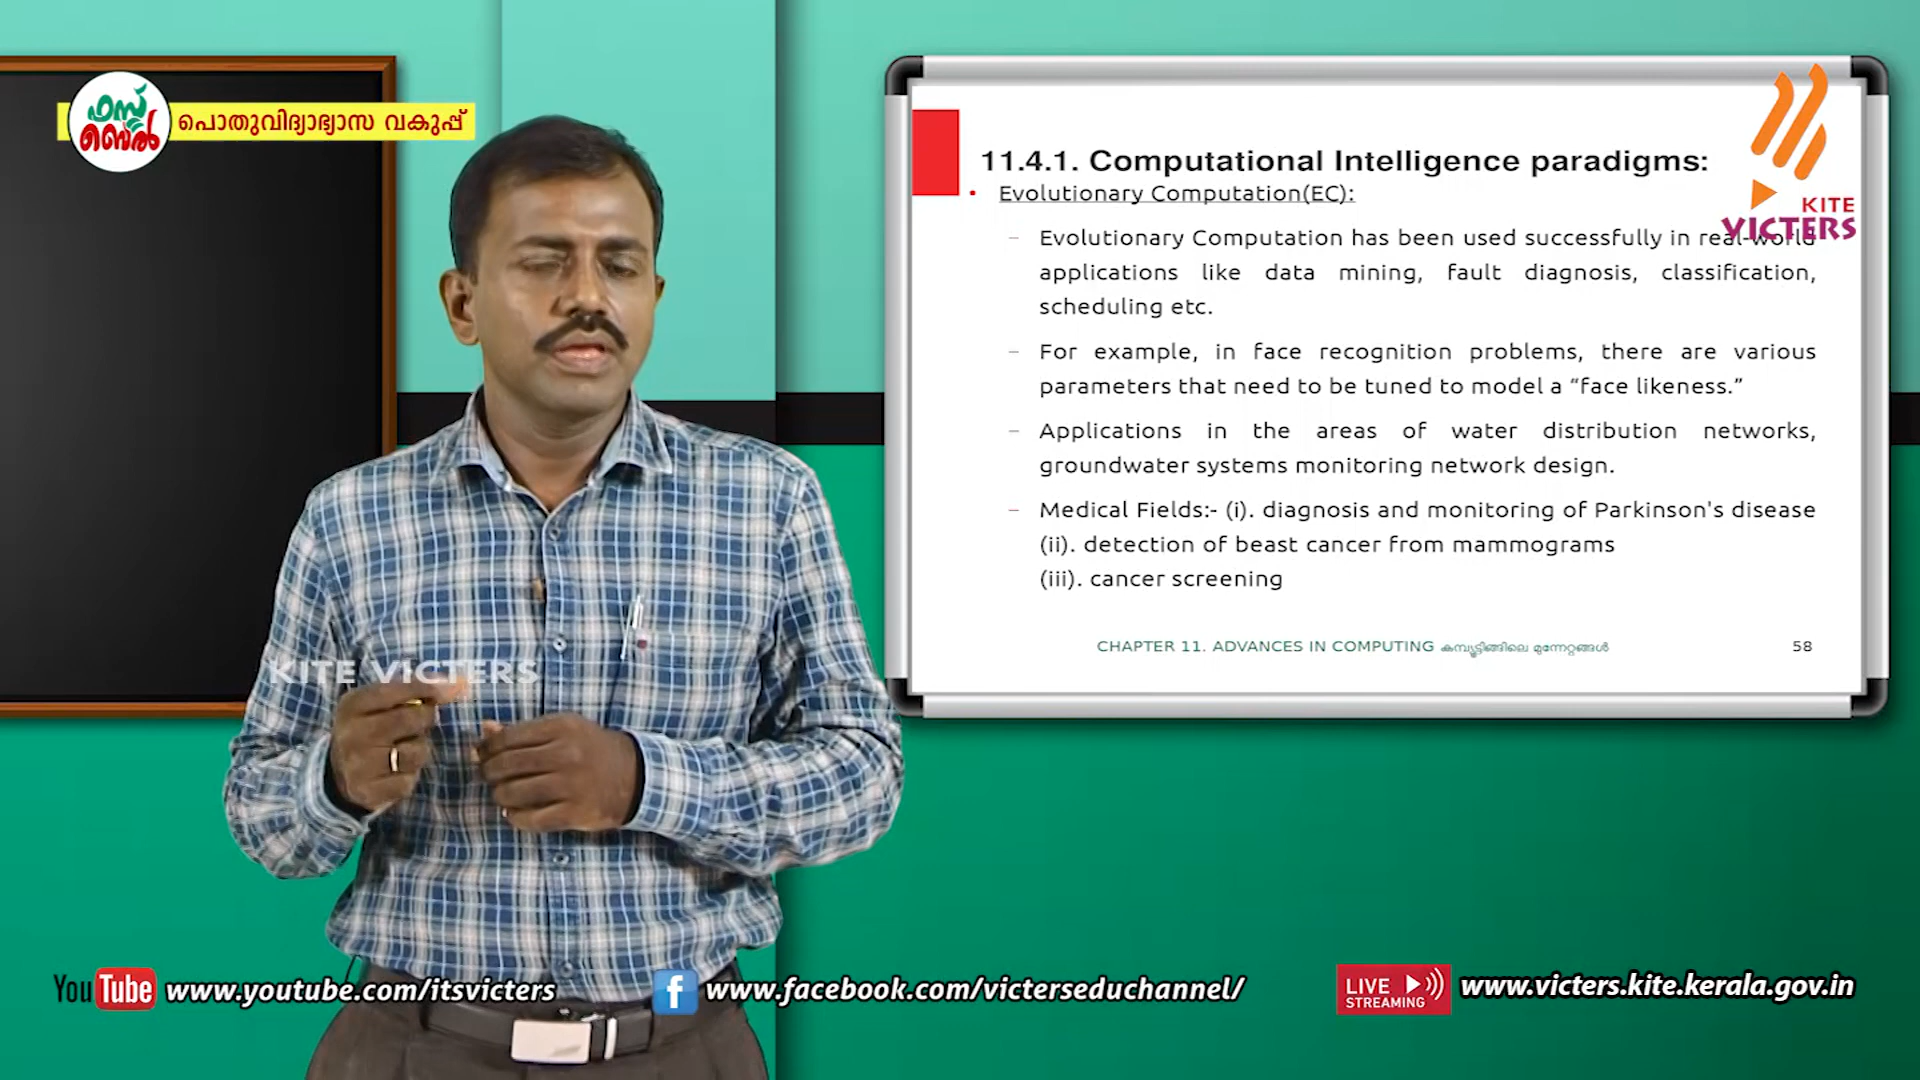 ഫസ്റ്റ്
ബെൽ
പൊതുവിദ്യാഭ്യാസ വകുപ്പ്
KITE
VICTERS
11.4.1. Computational Intelligence paradigms:
• Evolutionary Computation(EC):
– Evolutionary Computation has been used successfully in real-world
applications like data mining, fault diagnosis, classification,
scheduling etc.
– For example, in face recognition problems, there are various
parameters that need to be tuned to model a “face likeness.”
– Applications in the areas of water distribution networks,
groundwater systems monitoring network design.
– Medical Fields:- (i). diagnosis and monitoring of Parkinson's disease
(ii). detection of beast cancer from mammograms
(iii). cancer screening
CHAPTER 11. ADVANCES IN COMPUTING കമ്പ്യൂട്ടിങ്ങിലെ മുന്നേറ്റങ്ങൾ 58
KITE VICTERS
YouTube www.youtube.com/itsvicters
f www.facebook.com/victerseduchannel/
LIVE
STREAMING
www.victers.kite.kerala.gov.in